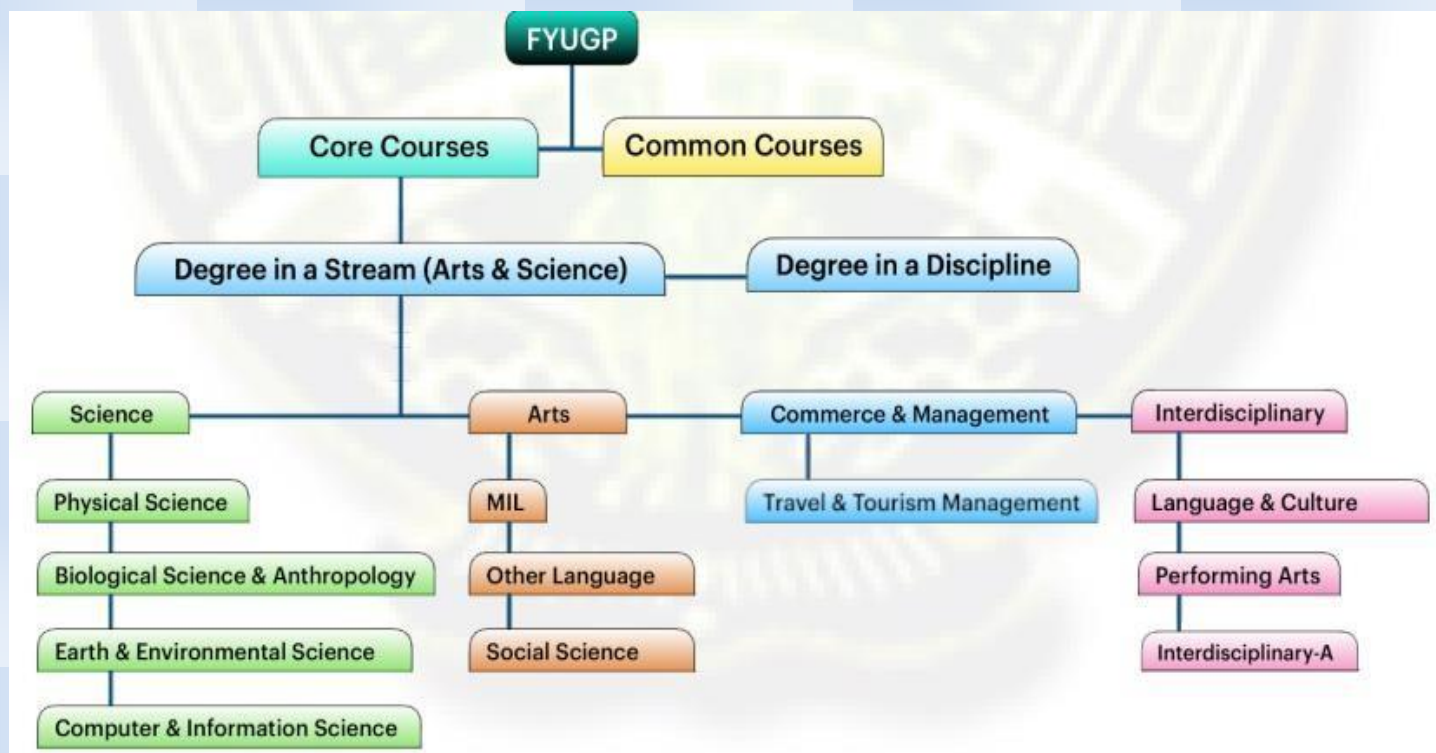 FYUGP
Core Courses
Common Courses
Degree in a Stream (Arts & Science)
Degree in a Discipline
Science
Arts
Commerce & Management
Interdisciplinary
Physical Science
MIL
Travel & Tourism Management
Language & Culture
Biological Science & Anthropology
Other Language
Performing Arts
Earth & Environmental Science
Social Science
Interdisciplinary-A
Computer & Information Science